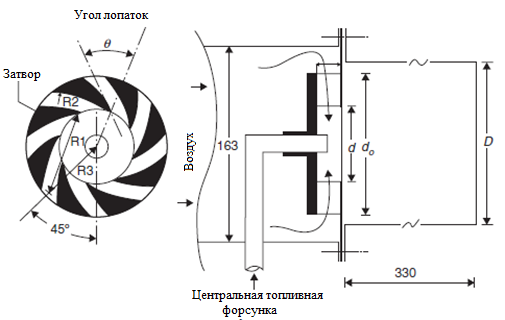 Угол лопаток
θ
Затвор
R2
R1
R3
45°
Воздух
163
d
d₀
D
330
Центральная топливная
форсунка